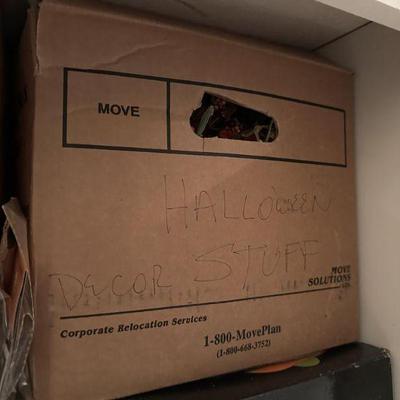 MOVE
HALLOWEEN
DECOR STUFF
MOVE
SOLUTIONS
Corporate Relocation Services
1-800-MovePlan
(1-800-668-3752)